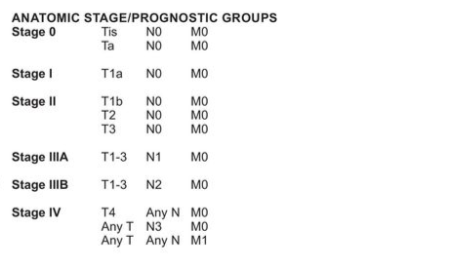 ANATOMIC STAGE/PROGNOSTIC GROUPS
Stage 0 Tis N0 M0
Ta N0 M0
Stage I T1a N0 M0
Stage II T1b N0 M0
T2 N0 M0
T3 N0 M0
Stage IIIA T1-3 N1 M0
Stage IIIB T1-3 N2 M0
Stage IV T4 Any N M0
Any T N3 M0
Any T Any N M1